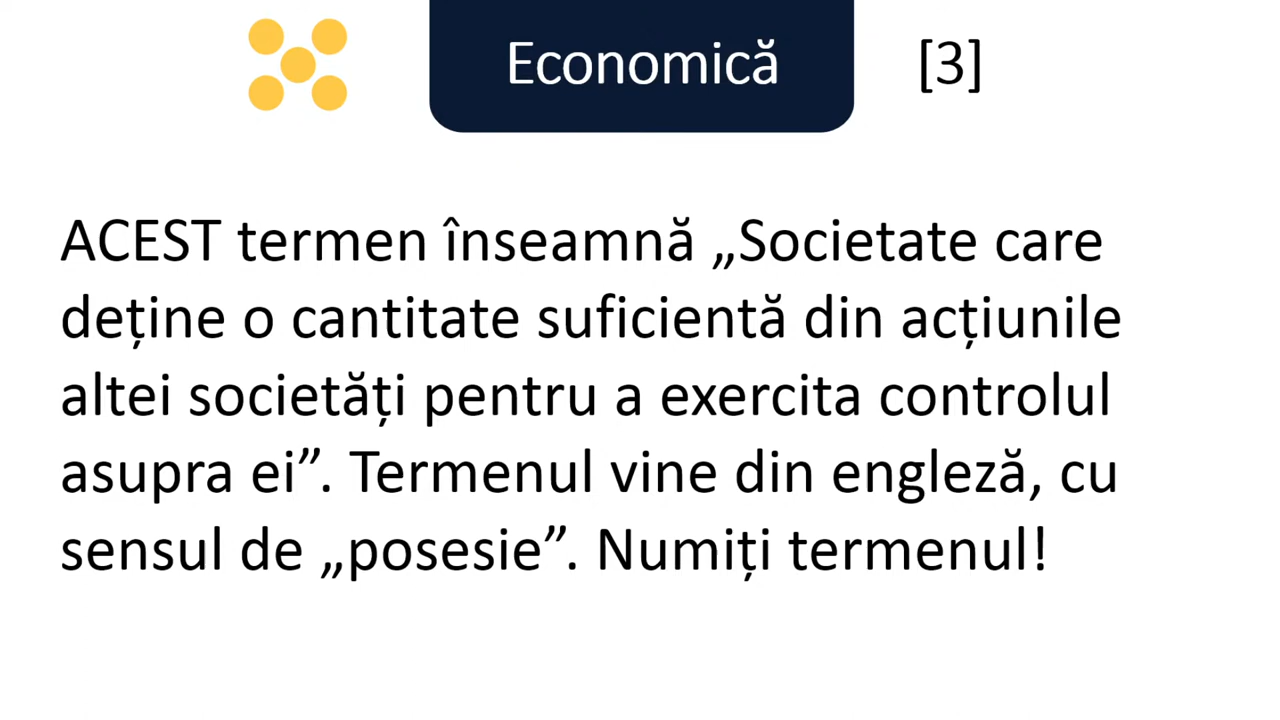 Economică [3]
ACEST termen înseamnă „Societate care
deține o cantitate suficientă din acțiunile
altei societăți pentru a exercita controlul
asupra ei”. Termenul vine din engleză, cu
sensul de „posesie”. Numiți termenul!